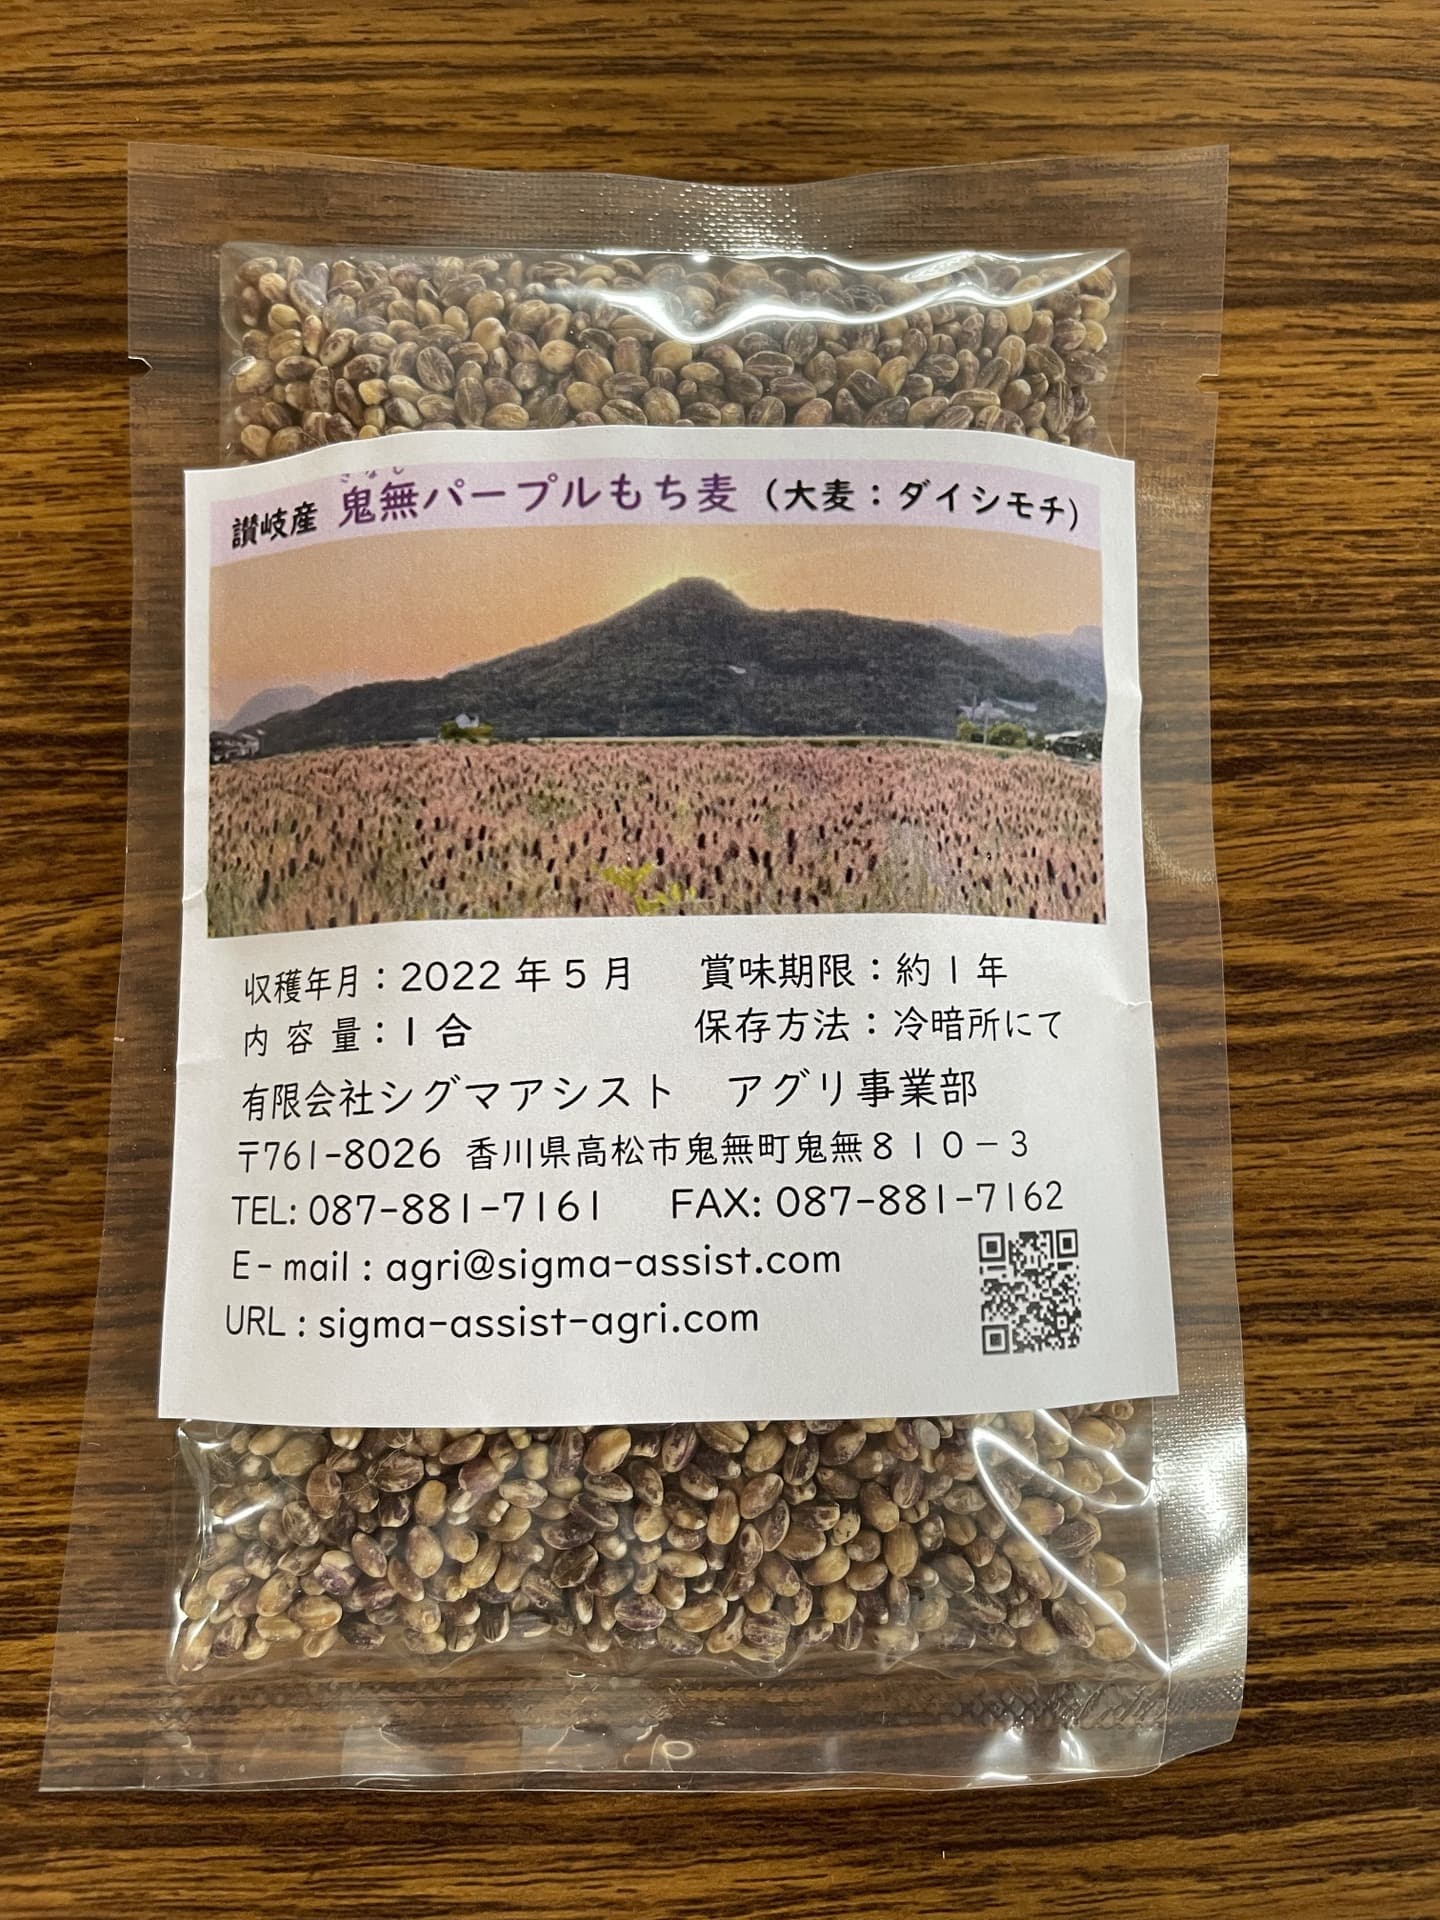 きなし
讃岐産 鬼無パープルもち麦（大麦：ダイシモチ）
収穫年月：2022年5月 賞味期限：約1年
内容量：1合 保存方法：冷暗所にて
有限会社シグマアシスト アグリ事業部
〒761-8026 香川県高松市鬼無町鬼無８１０－３
TEL: 087-881-7161 FAX: 087-881-7162
E-mail : agri@sigma-assist.com
URL : sigma-assist-agri.com